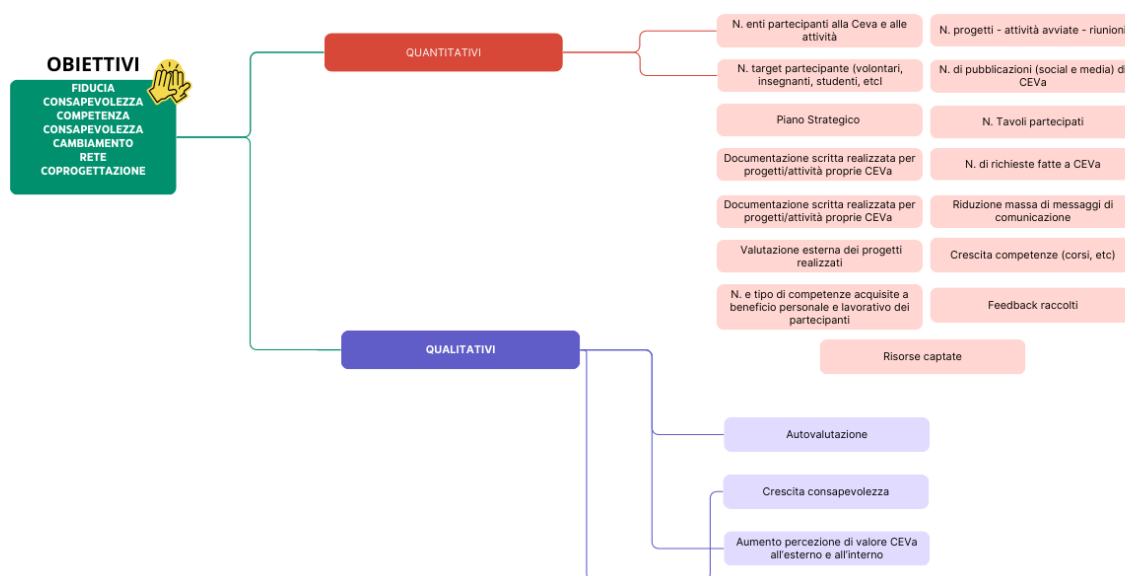 OBIETTIVI
FIDUCIA
CONSAPEVOLEZZA
COMPETENZA
CONSAPEVOLEZZA
CAMBIAMENTO
RETE
COPROGETTAZIONE
QUANTITATIVI
N. enti partecipanti alla Ceva e alle
attività
N. progetti - attività avviate - riunioni
N. target partecipante (volontari,
insegnanti, studenti, etcI
N. di pubblicazioni (social e media) di
CEVa
Piano Strategico
N. Tavoli partecipati
Documentazione scritta realizzata per
progetti/attività proprie CEVa
N. di richieste fatte a CEVa
Documentazione scritta realizzata per
progetti/attività proprie CEVa
Riduzione massa di messaggi di
comunicazione
Valutazione esterna dei progetti
realizzati
Crescita competenze (corsi, etc)
N. e tipo di competenze acquisite a
beneficio personale e lavorativo dei
partecipanti
Feedback raccolti
Risorse captate
QUALITATIVI
Autovalutazione
Crescita consapevolezza
Aumento percezione di valore CEVa
all'esterno e all'interno